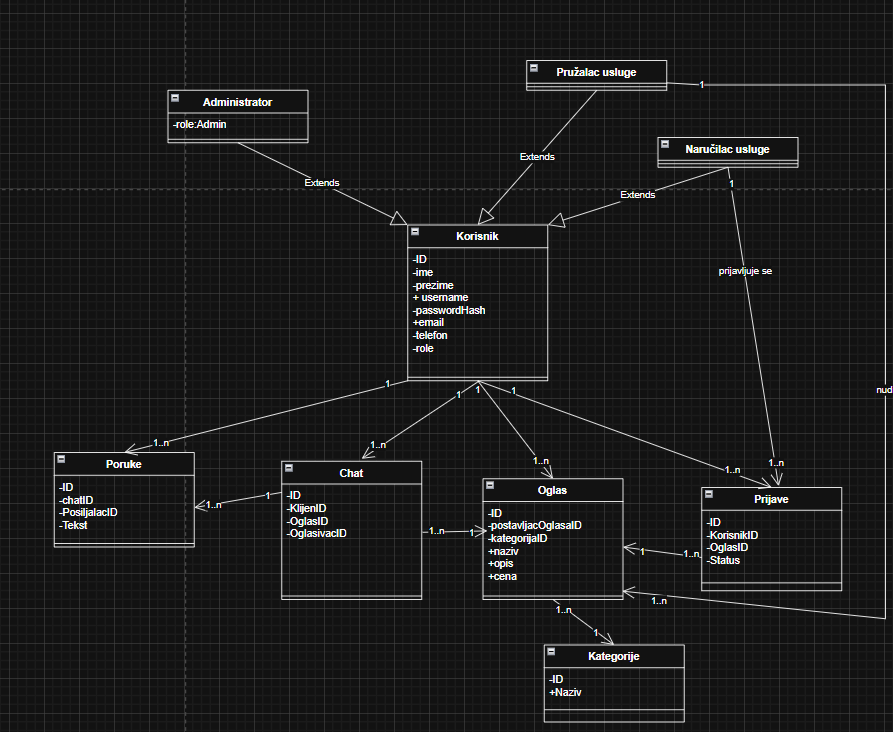 Pružalac usluge
1
Administrator
-role:Admin
Naručilac usluge
1
Extends
Extends
Extends
Korisnik
-ID
-ime
-prezime
+ username
-passwordHash
+email
-telefon
-role
prijavljuje se
nud
1
1
1
1
1..n
1..n
1..n
1..n
1..n
Poruke
-ID
-chatID
-PosiljalacID
-Tekst
1
1..n
Chat
-ID
-KlijenID
-OglasID
-OglasivacID
1..n
1
Oglas
-ID
-postavljacOglasaID
-kategorijaID
+naziv
+opis
+cena
Prijave
-ID
-KorisnikID
-OglasID
-Status
1
1..n
1..n
1..n
1
Kategorije
-ID
+Naziv